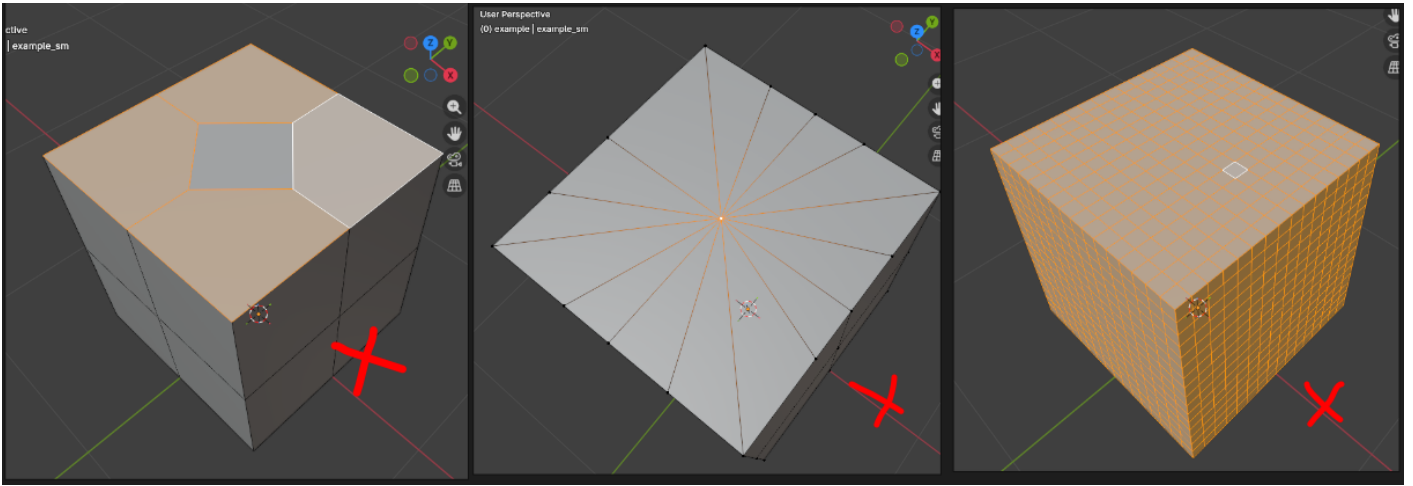 ctive
| example_sm
Z
Y
X
User Perspective
(0) example | example_sm
Z
Y
X